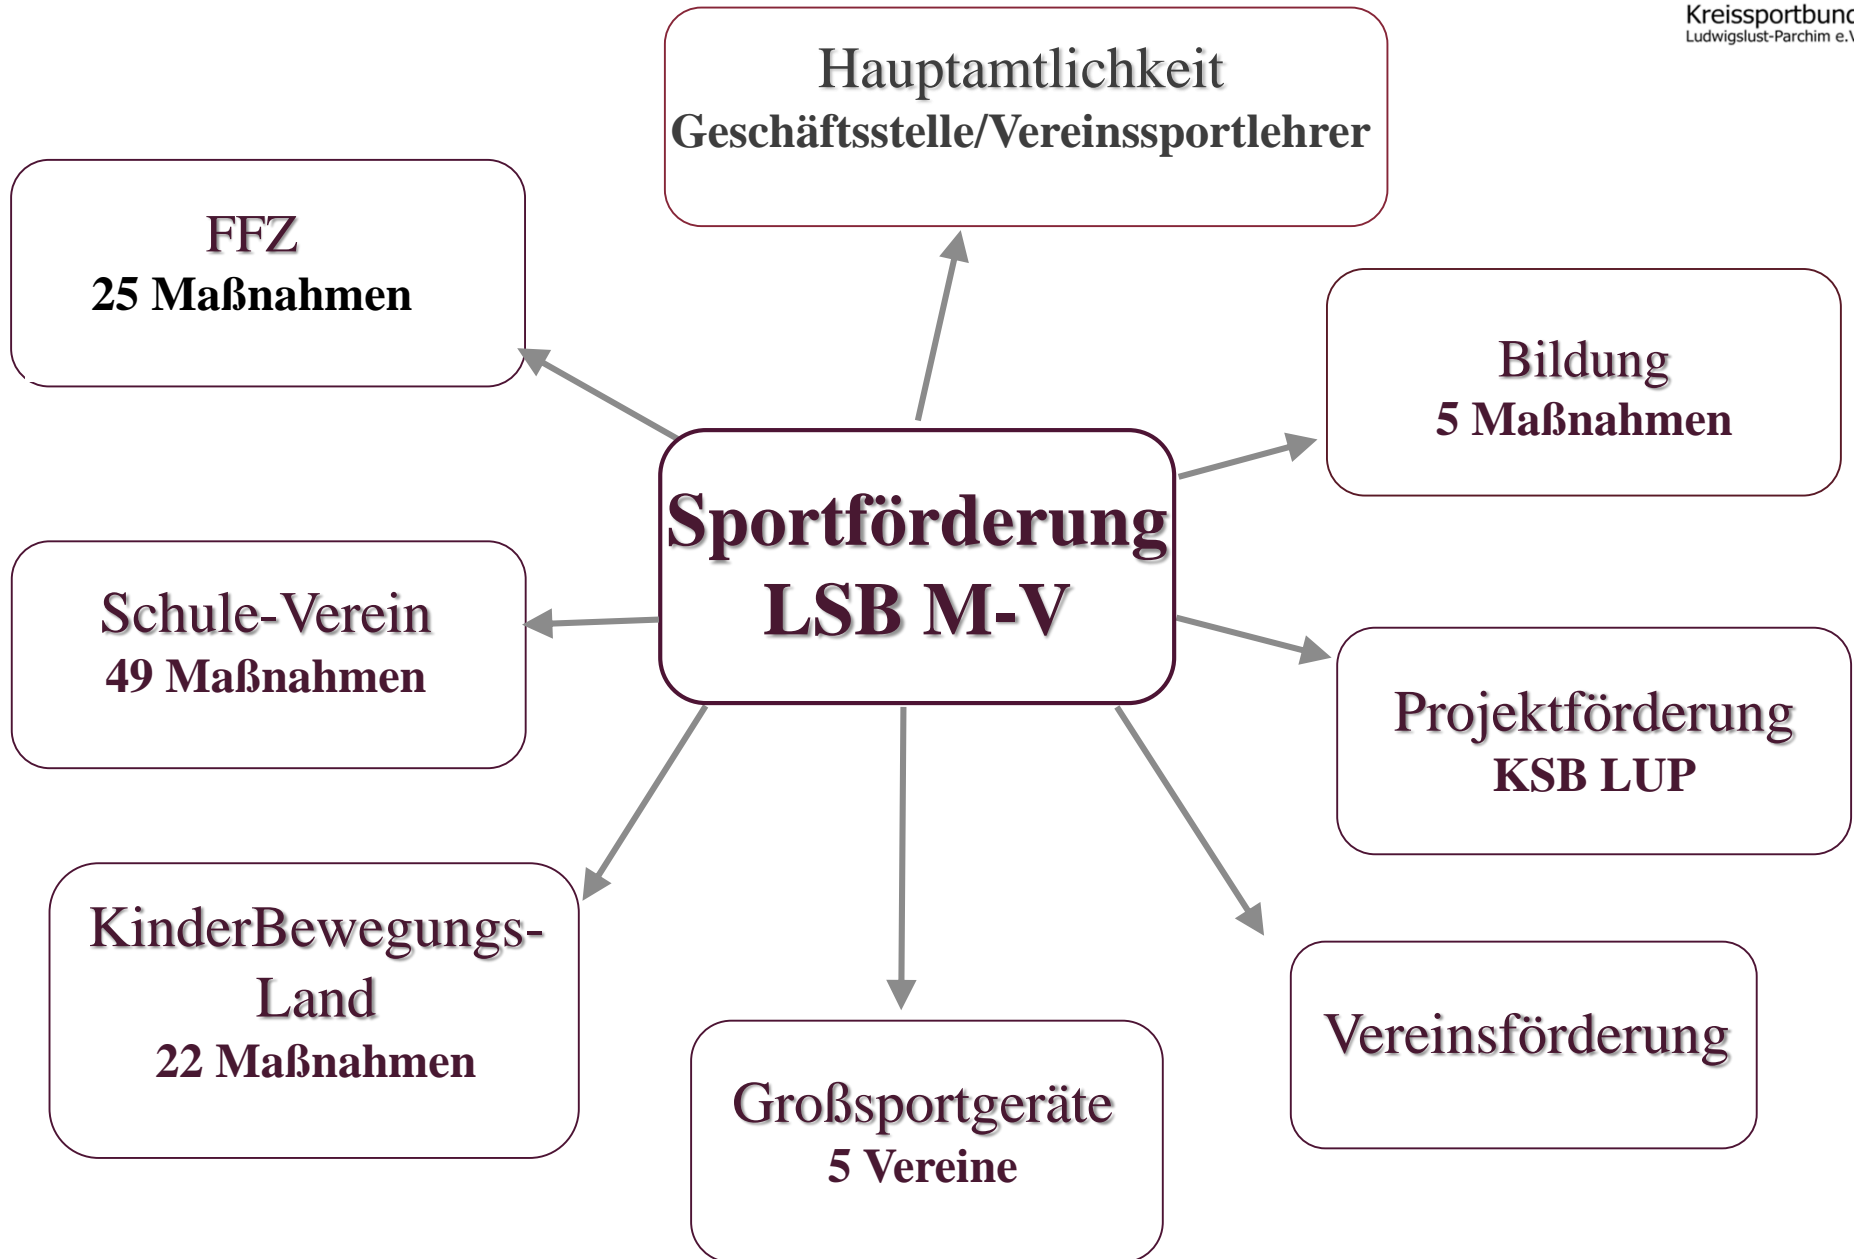 Kreissportbund
Ludwigslust-Parchim e.V
Hauptamtlichkeit
Geschäftsstelle/Vereinssportlehrer
FFZ
25 Maßnahmen
Bildung
5 Maßnahmen
Sportförderung
LSB M-V
Schule-Verein
49 Maßnahmen
Projektförderung
KSB LUP
KinderBewegungs-
Land
22 Maßnahmen
Vereinsförderung
Großsportgeräte
5 Vereine